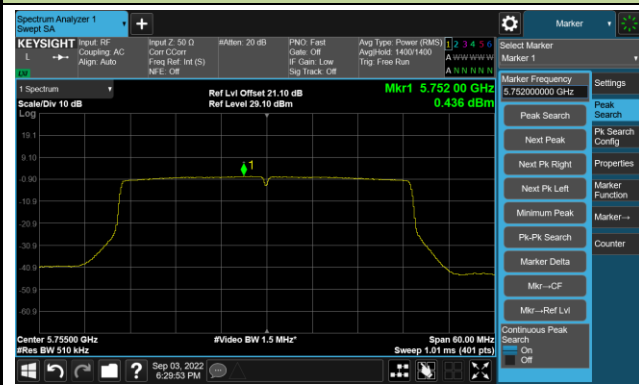 Spectrum Analyzer 1
Swept SA
Marker
KEYSIGHT
L
LXI
Input: RF
Coupling: AC
Align: Auto
Input Z: 50 Ω
Corr CCorr
Freq Ref: Int (S)
NFE: Off
#Atten: 20 dB
PNO: Fast
Gate: Off
IF Gain: Low
Sig Track: Off
Avg Type: Power (RMS)
Avg|Hold: 1400/1400
Trig: Free Run
1 2 3 4 5 6
A W W W W W
A N N N N N
Select Marker
Marker 1
1 Spectrum
Scale/Div 10 dB
Log
Ref Lvl Offset 21.10 dB
Ref Level 29.10 dBm
Mkr1 5.752 00 GHz
0.436 dBm
19.1
9.10
-0.90
-10.9
-20.9
-30.9
-40.9
-50.9
-60.9
1
Center 5.75500 GHz
#Res BW 510 kHz
#Video BW 1.5 MHz*
Span 60.00 MHz
Sweep 1.01 ms (401 pts)
Marker Frequency
5.752000000 GHz
Peak Search
Next Peak
Next Pk Right
Next Pk Left
Minimum Peak
Pk-Pk Search
Marker Delta
Mkr→CF
Mkr→Ref Lvl
Continuous Peak
Search
On
Off
Settings
Peak
Search
Pk Search
Config
Properties
Marker
Function
Marker→
Counter
Sep 03, 2022
6:29:53 PM